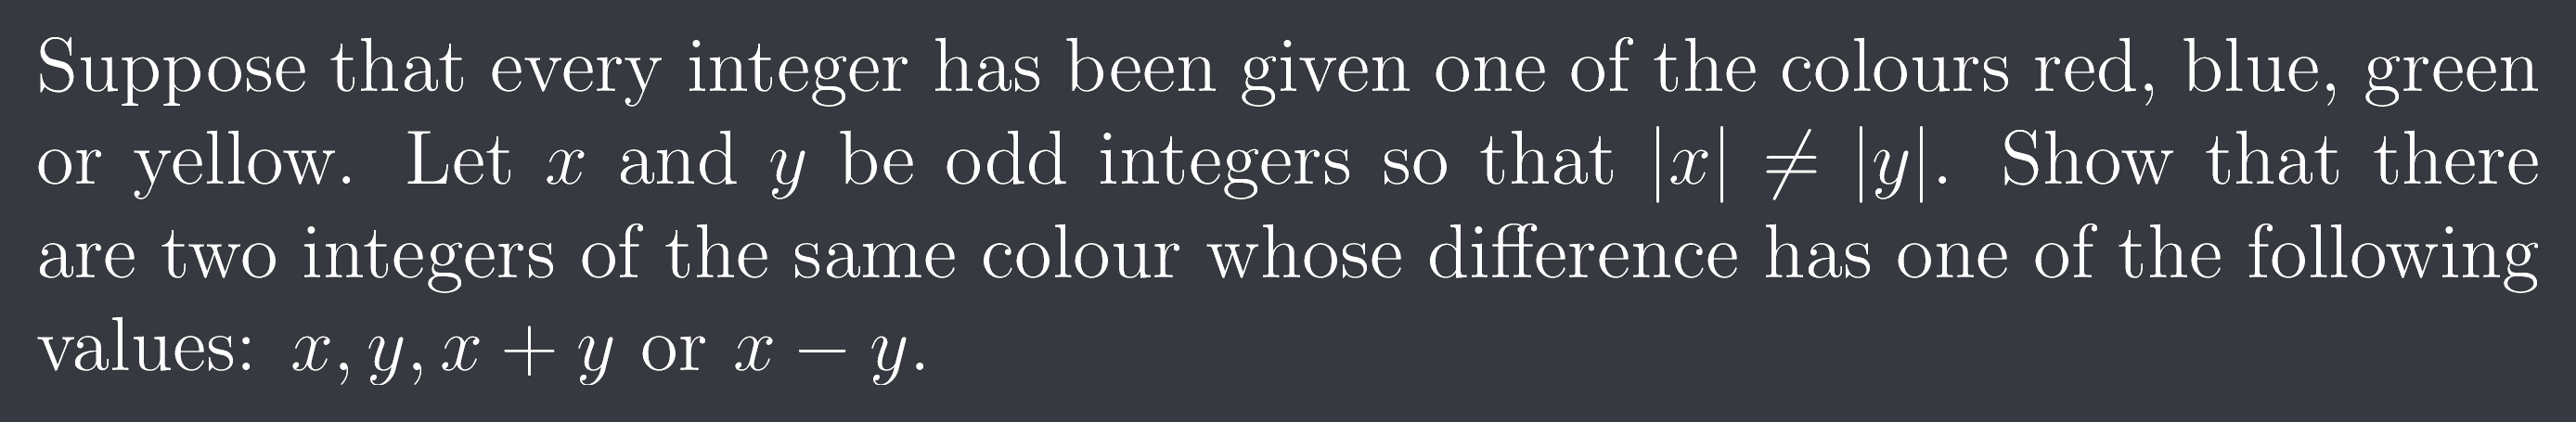 Suppose that every integer has been given one of the colours red, blue, green
or yellow. Let x and y be odd integers so that |x| ≠ |y|. Show that there
are two integers of the same colour whose difference has one of the following
values: x, y, x + y or x − y.